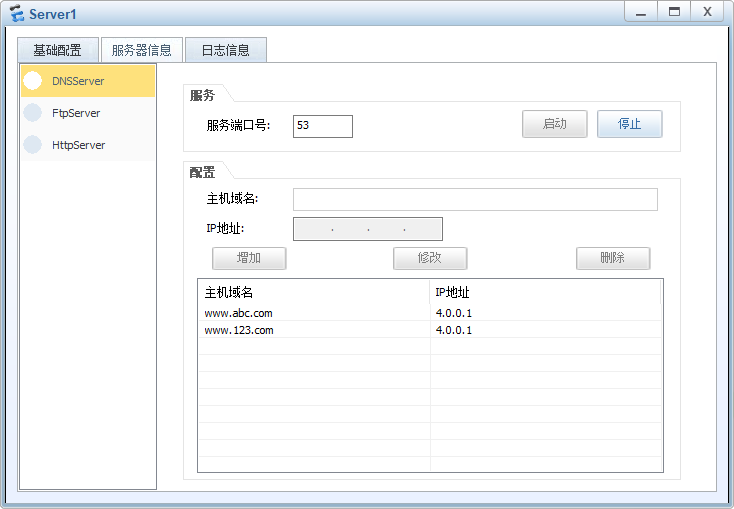 Server1
基础配置 服务器信息 日志信息
DNSServer
FtpServer
HttpServer
服务
服务端口号: 53 启动 停止
配置
主机域名:
IP地址: . . .
增加 修改 删除
主机域名 IP地址
www.abc.com 4.0.0.1
www.123.com 4.0.0.1